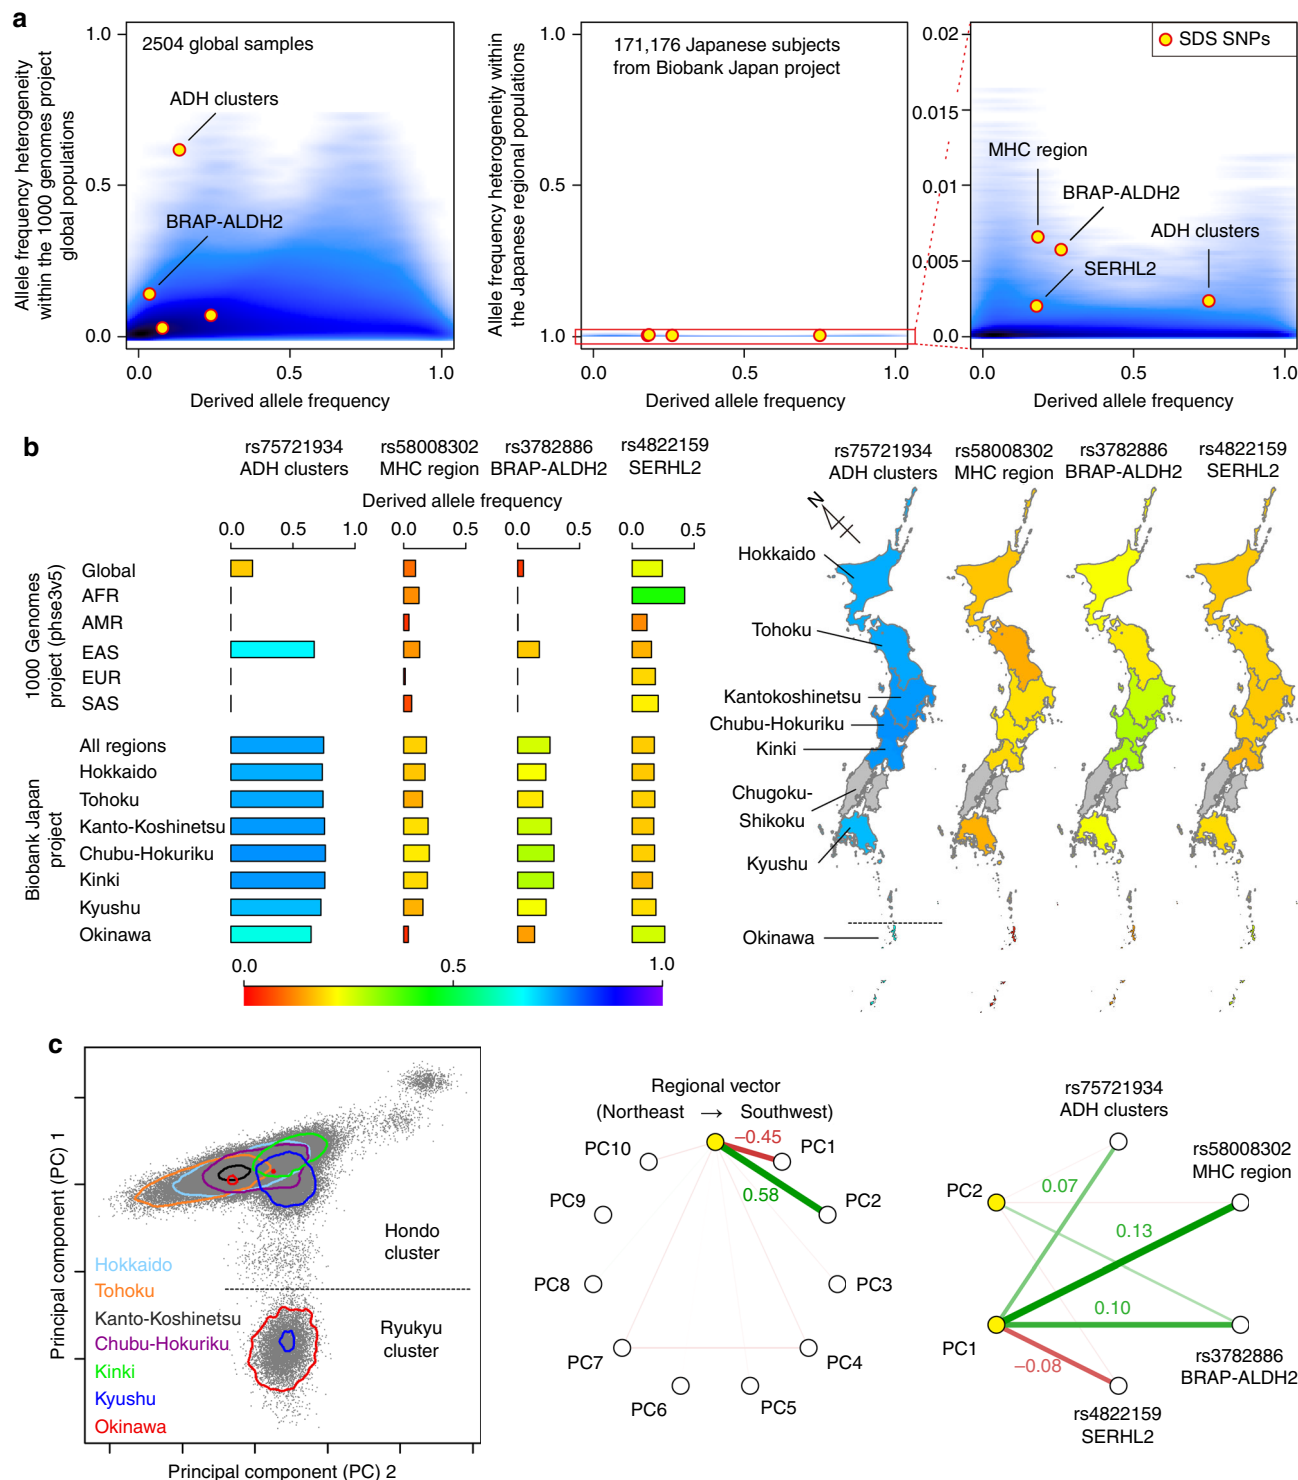 a
Allele frequency heterogeneity
within the 1000 genomes project
global populations
1.0
0.5
0.0
2504 global samples
ADH clusters
BRAP-ALDH2
0.0 0.5 1.0
Derived allele frequency
Allele frequency heterogeneity within
the Japanese regional populations
1.0
0.5
1.0
171,176 Japanese subjects
from Biobank Japan project
0.0 0.5 1.0
Derived allele frequency
0.02
0.015
0.01
0.005
0.0
SDS SNPs
MHC region
BRAP-ALDH2
ADH clusters
SERHL2
0.0 0.5 1.0
Derived allele frequency
b
rs75721934
ADH clusters
rs58008302
MHC region
rs3782886
BRAP-ALDH2
rs4822159
SERHL2
Derived allele frequency
0.0 0.5 1.0
0.0 0.5
0.0 0.5
0.0 0.5
1000 Genomes
project (phse3v5)
Global
AFR
AMR
EAS
EUR
SAS
Biobank Japan
project
All regions
Hokkaido
Tohoku
Kanto-Koshinetsu
Chubu-Hokuriku
Kinki
Kyushu
Okinawa
0.0 0.5 1.0
rs75721934
ADH clusters
rs58008302
MHC region
rs3782886
BRAP-ALDH2
rs4822159
SERHL2
N
Hokkaido
Tohoku
Kantokoshinetsu
Chubu-Hokuriku
Kinki
Chugoku-
Shikoku
Kyushu
Okinawa
c
Principal component (PC) 1
Hondo
cluster
Ryukyu
cluster
Hokkaido
Tohoku
Kanto-Koshinetsu
Chubu-Hokuriku
Kinki
Kyushu
Okinawa
Principal component (PC) 2
Regional vector
(Northeast → Southwest)
−0.45
0.58
PC1
PC2
PC3
PC4
PC5
PC6
PC7
PC8
PC9
PC10
rs75721934
ADH clusters
rs58008302
MHC region
PC2
0.07
0.13
0.10
PC1
−0.08
rs3782886
BRAP-ALDH2
rs4822159
SERHL2